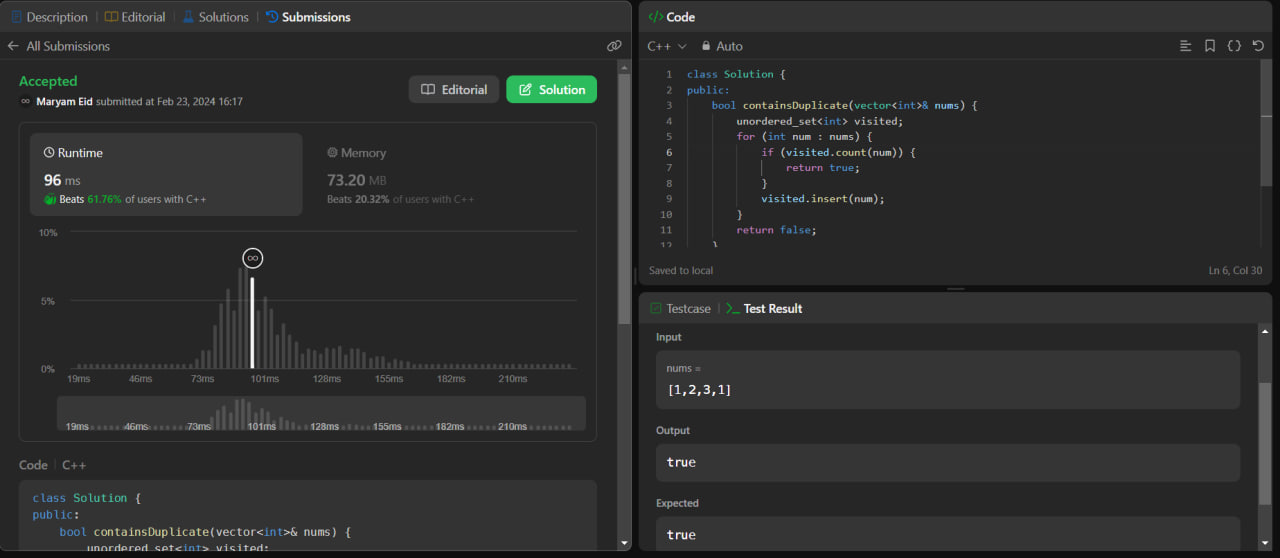 Description | Editorial | Solutions | Submissions
All Submissions
Accepted
Maryam Eid submitted at Feb 23, 2024 16:17
Editorial
Solution
Runtime
96 ms
Beats 61.76% of users with C++
Memory
73.20 MB
Beats 20.32% of users with C++
10%
5%
0%
19ms 46ms 73ms 101ms 128ms 155ms 182ms 210ms
19ms 46ms 73ms 101ms 128ms 155ms 182ms 210ms
Code | C++
class Solution {
public:
bool containsDuplicate(vector<int>& nums) {
unordered_set<int> visited;
</> Code
C++ Auto
1 class Solution {
2 public:
3 bool containsDuplicate(vector<int>& nums) {
4 unordered_set<int> visited;
5 for (int num : nums) {
6 if (visited.count(num)) {
7 return true;
8 }
9 visited.insert(num);
10 }
11 return false;
12 }
Saved to local
Ln 6, Col 30
Testcase | >_ Test Result
Input
nums =
[1,2,3,1]
Output
true
Expected
true